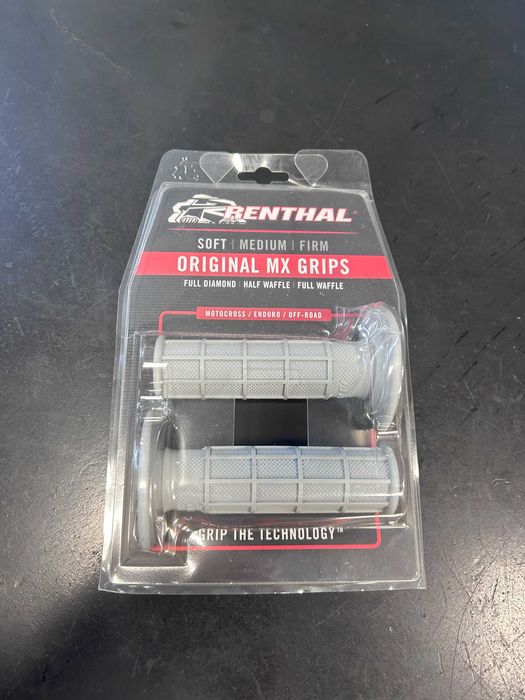 RENTHAL®
SOFT | MEDIUM | FIRM
ORIGINAL MX GRIPS
FULL DIAMOND | HALF WAFFLE | FULL WAFFLE
MOTOCROSS / ENDURO / OFF-ROAD
GRIP THE TECHNOLOGY™